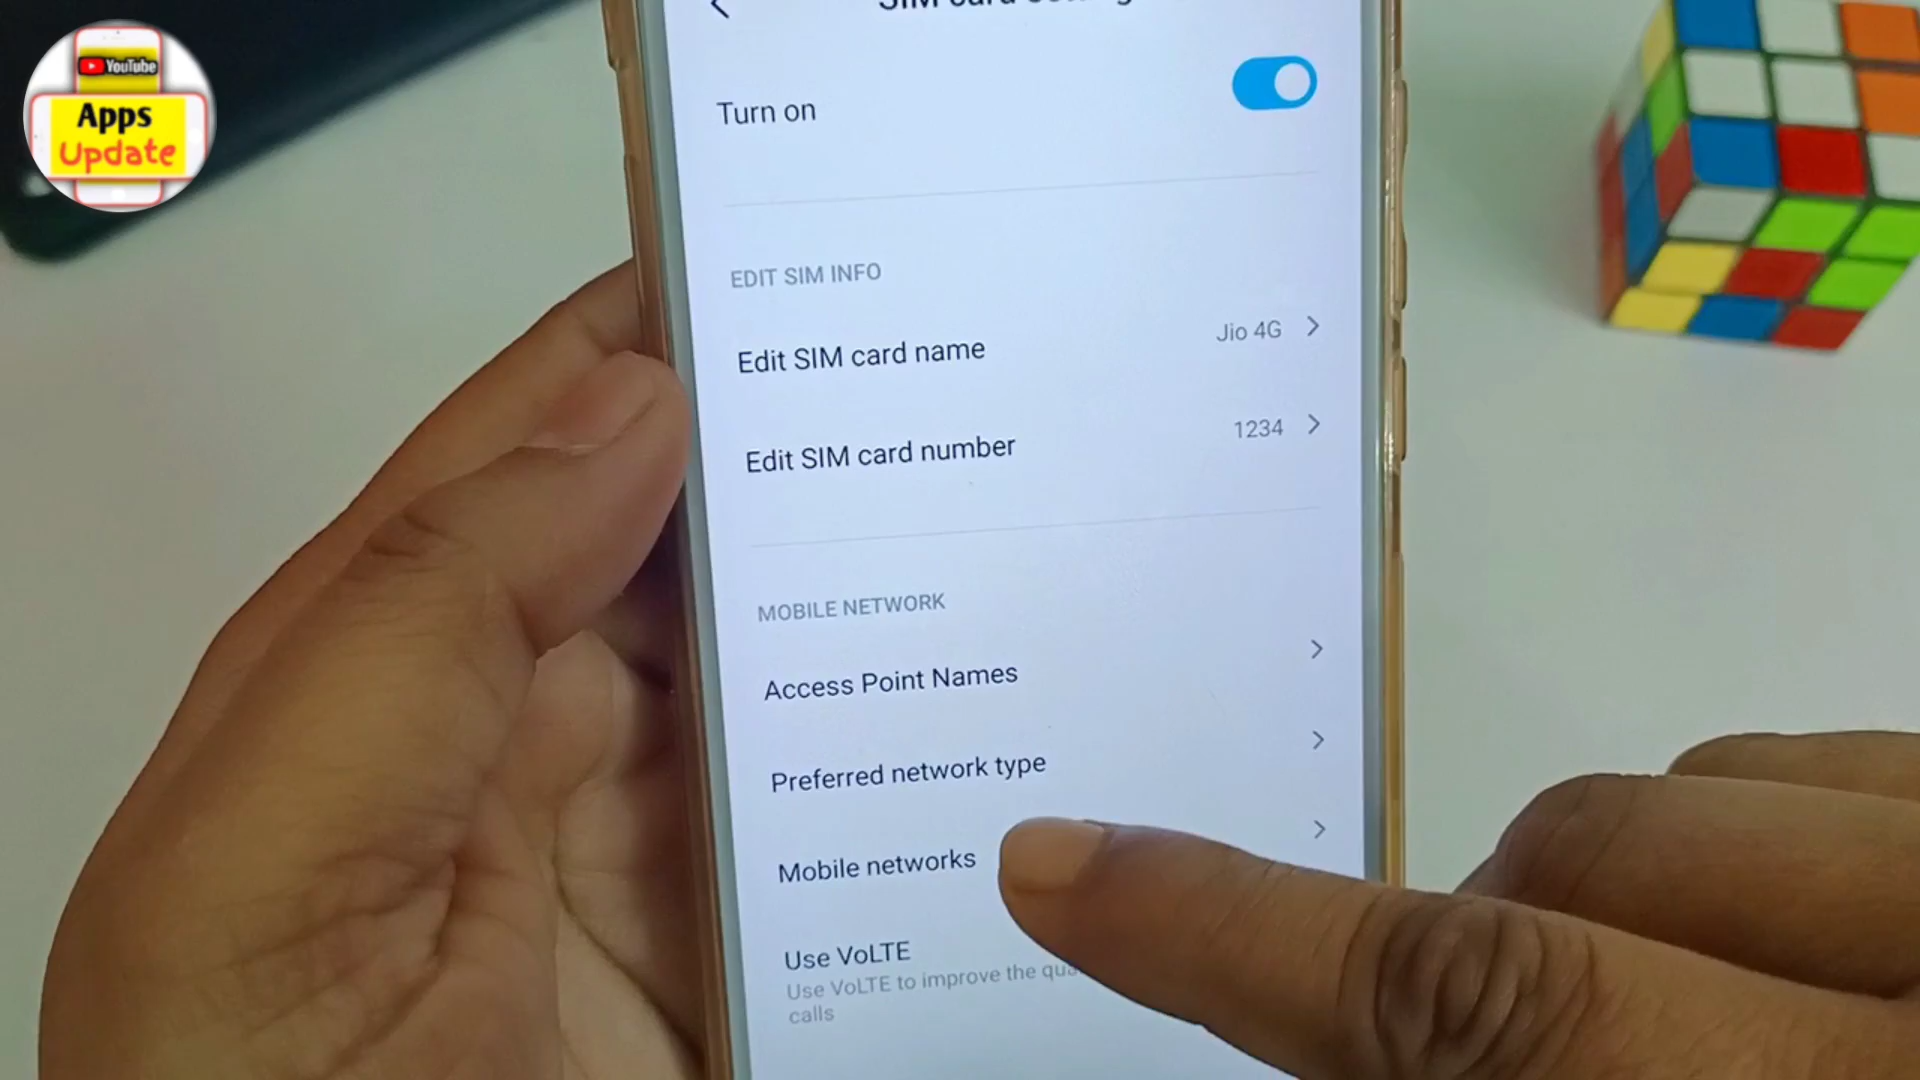 YouTube
Apps
Update
SIM card
Turn on
EDIT SIM INFO
Edit SIM card name
Jio 4G
Edit SIM card number
1234
MOBILE NETWORK
Access Point Names
Preferred network type
Mobile networks
Use VoLTE
Use VoLTE to improve the
calls